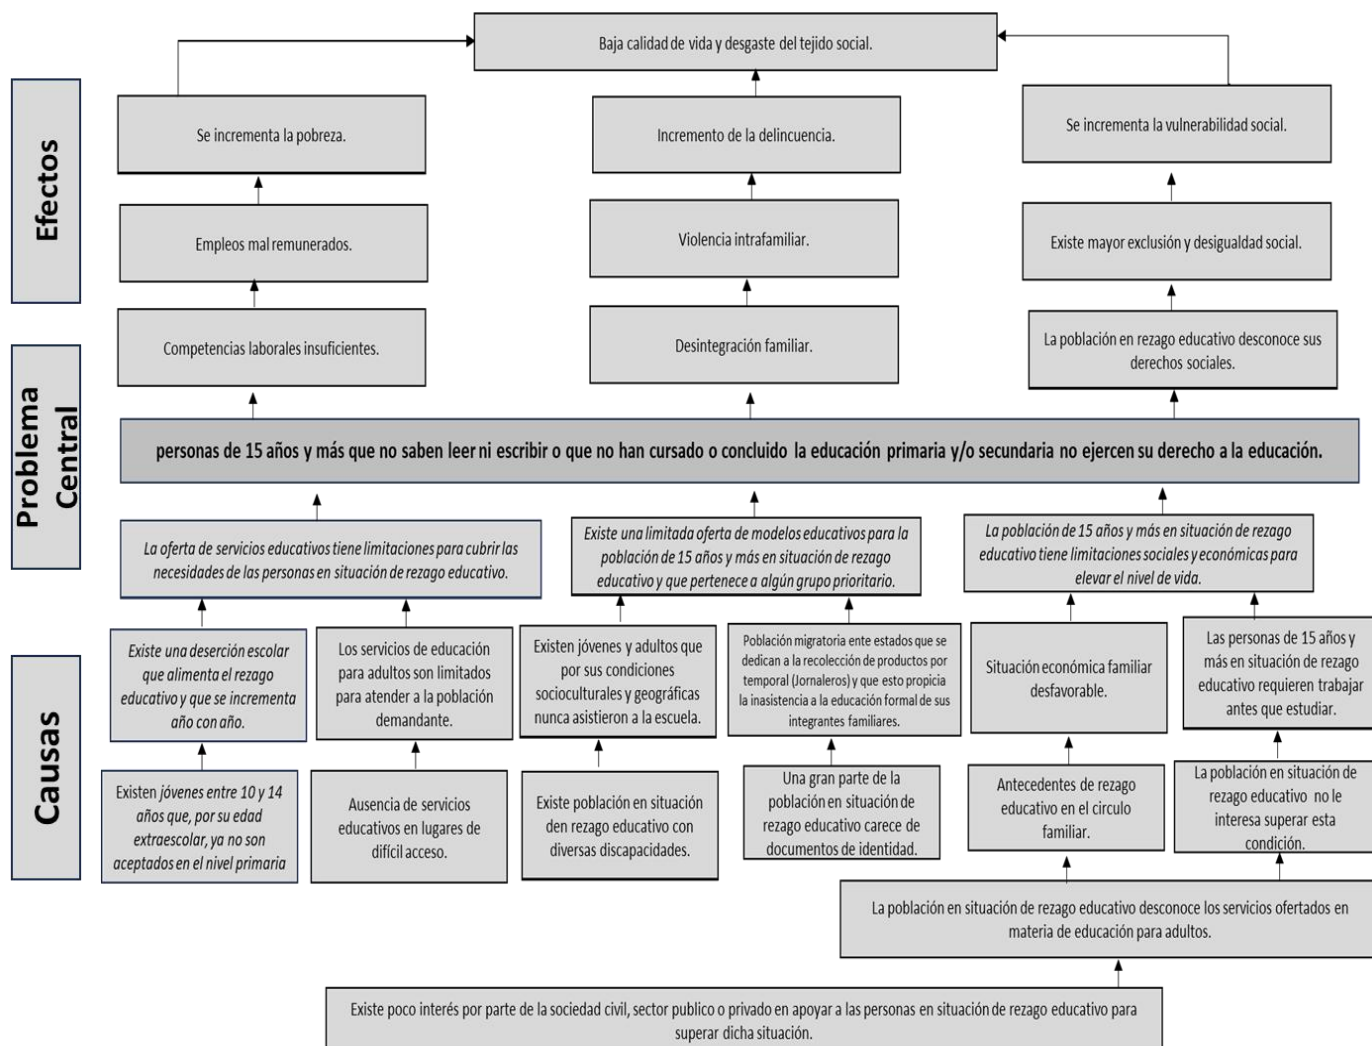 Baja calidad de vida y desgaste del tejido social.
Efectos
Se incrementa la pobreza.
Incremento de la delincuencia.
Se incrementa la vulnerabilidad social.
Empleos mal remunerados.
Violencia intrafamiliar.
Existe mayor exclusión y desigualdad social.
Competencias laborales insuficientes.
Desintegración familiar.
La población en rezago educativo desconoce sus
derechos sociales.
Problema
Central
personas de 15 años y más que no saben leer ni escribir o que no han cursado o concluido la educación primaria y/o secundaria no ejercen su derecho a la educación.
La oferta de servicios educativos tiene limitaciones para cubrir las
necesidades de las personas en situación de rezago educativo.
Existe una limitada oferta de modelos educativos para la
población de 15 años y más en situación de rezago
educativo y que pertenece a algún grupo prioritario.
La población de 15 años y más en situación de rezago
educativo tiene limitaciones sociales y económicas para
elevar el nivel de vida.
Causas
Existe una deserción escolar
que alimenta el rezago
educativo y que se incrementa
año con año.
Los servicios de educación
para adultos son limitados
para atender a la población
demandante.
Existen jóvenes y adultos que
por sus condiciones
socioculturales y geográficas
nunca asistieron a la escuela.
Población migratoria ente estados que se
dedican a la recolección de productos por
temporal (Jornaleros) y que esto propicia
la inasistencia a la educación formal de sus
integrantes familiares.
Situación económica familiar
desfavorable.
Las personas de 15 años y
más en situación de rezago
educativo requieren trabajar
antes que estudiar.
Existen jóvenes entre 10 y 14
años que, por su edad
extraescolar, ya no son
aceptados en el nivel primaria
Ausencia de servicios
educativos en lugares de
difícil acceso.
Existe población en situación
den rezago educativo con
diversas discapacidades.
Una gran parte de la
población en situación de
rezago educativo carece de
documentos de identidad.
Antecedentes de rezago
educativo en el circulo
familiar.
La población en situación de
rezago educativo no le
interesa superar esta
condición.
La población en situación de rezago educativo desconoce los servicios ofertados en
materia de educación para adultos.
Existe poco interés por parte de la sociedad civil, sector publico o privado en apoyar a las personas en situación de rezago educativo para
superar dicha situación.